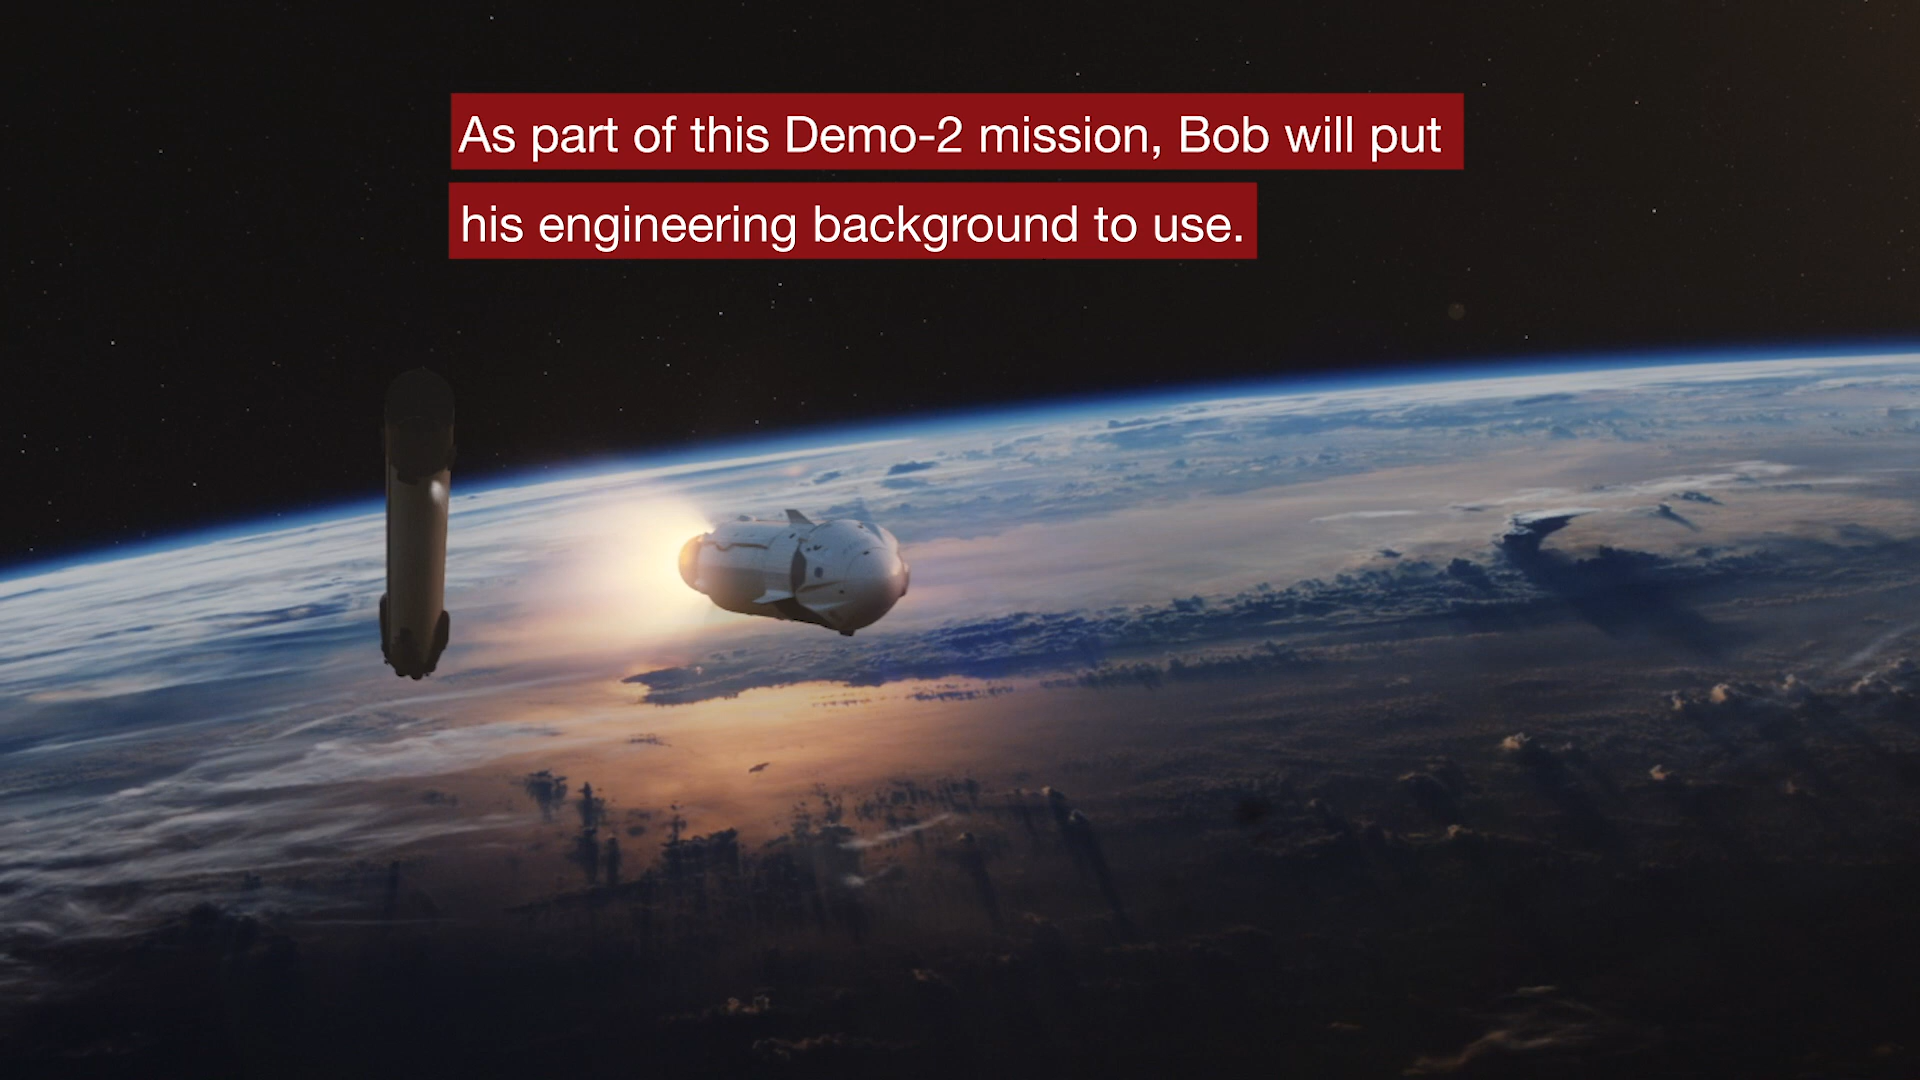 As part of this Demo-2 mission, Bob will put
his engineering background to use.